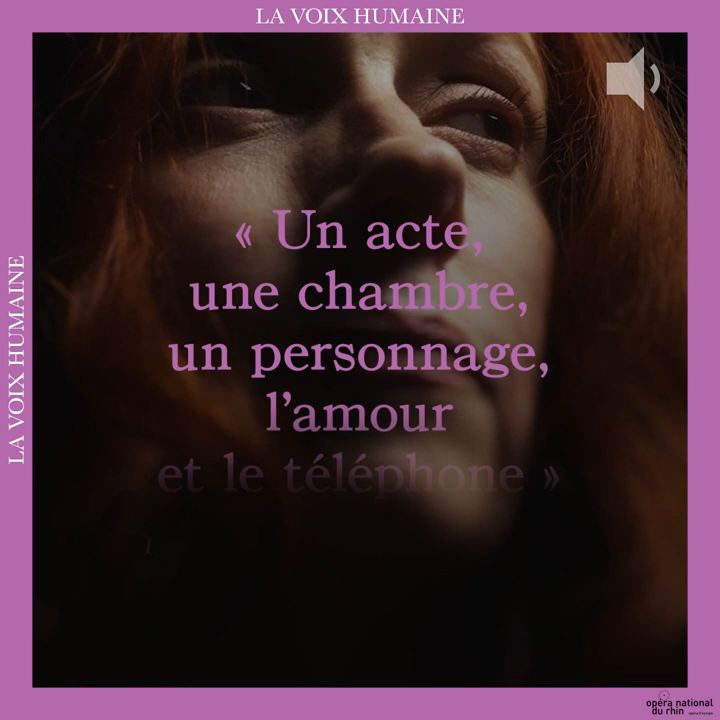 LA VOIX HUMAINE
LA VOIX HUMAINE
« Un acte,
une chambre,
un personnage,
l’amour
et le téléphone »
L
opéra national
du rhin